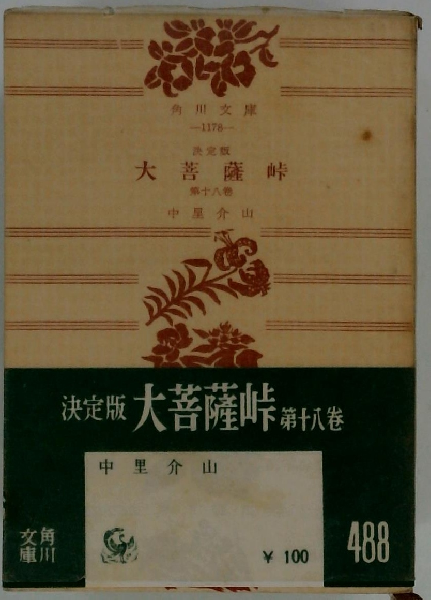 角川文庫
—1178—
決定版
大菩薩峠
第十八巻
中里介山
決定版 大菩薩峠 第十八巻
中里介山
角川文庫
¥ 100
488